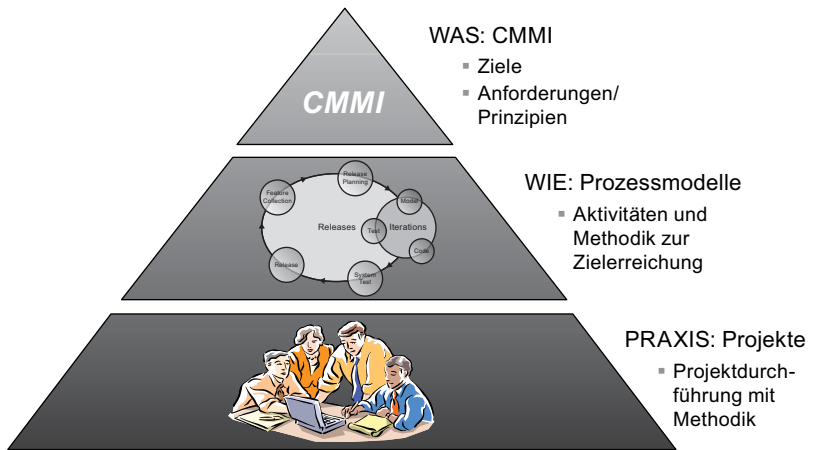 WAS: CMMI
▪ Ziele
▪ Anforderungen/
Prinzipien
CMMI
WIE: Prozessmodelle
▪ Aktivitäten und
Methodik zur
Zielerreichung
Release
Planning
Feature
Collection
Model
Releases
Test
Iterations
Code
Release
System
Test
PRAXIS: Projekte
▪ Projektdurch-
führung mit
Methodik